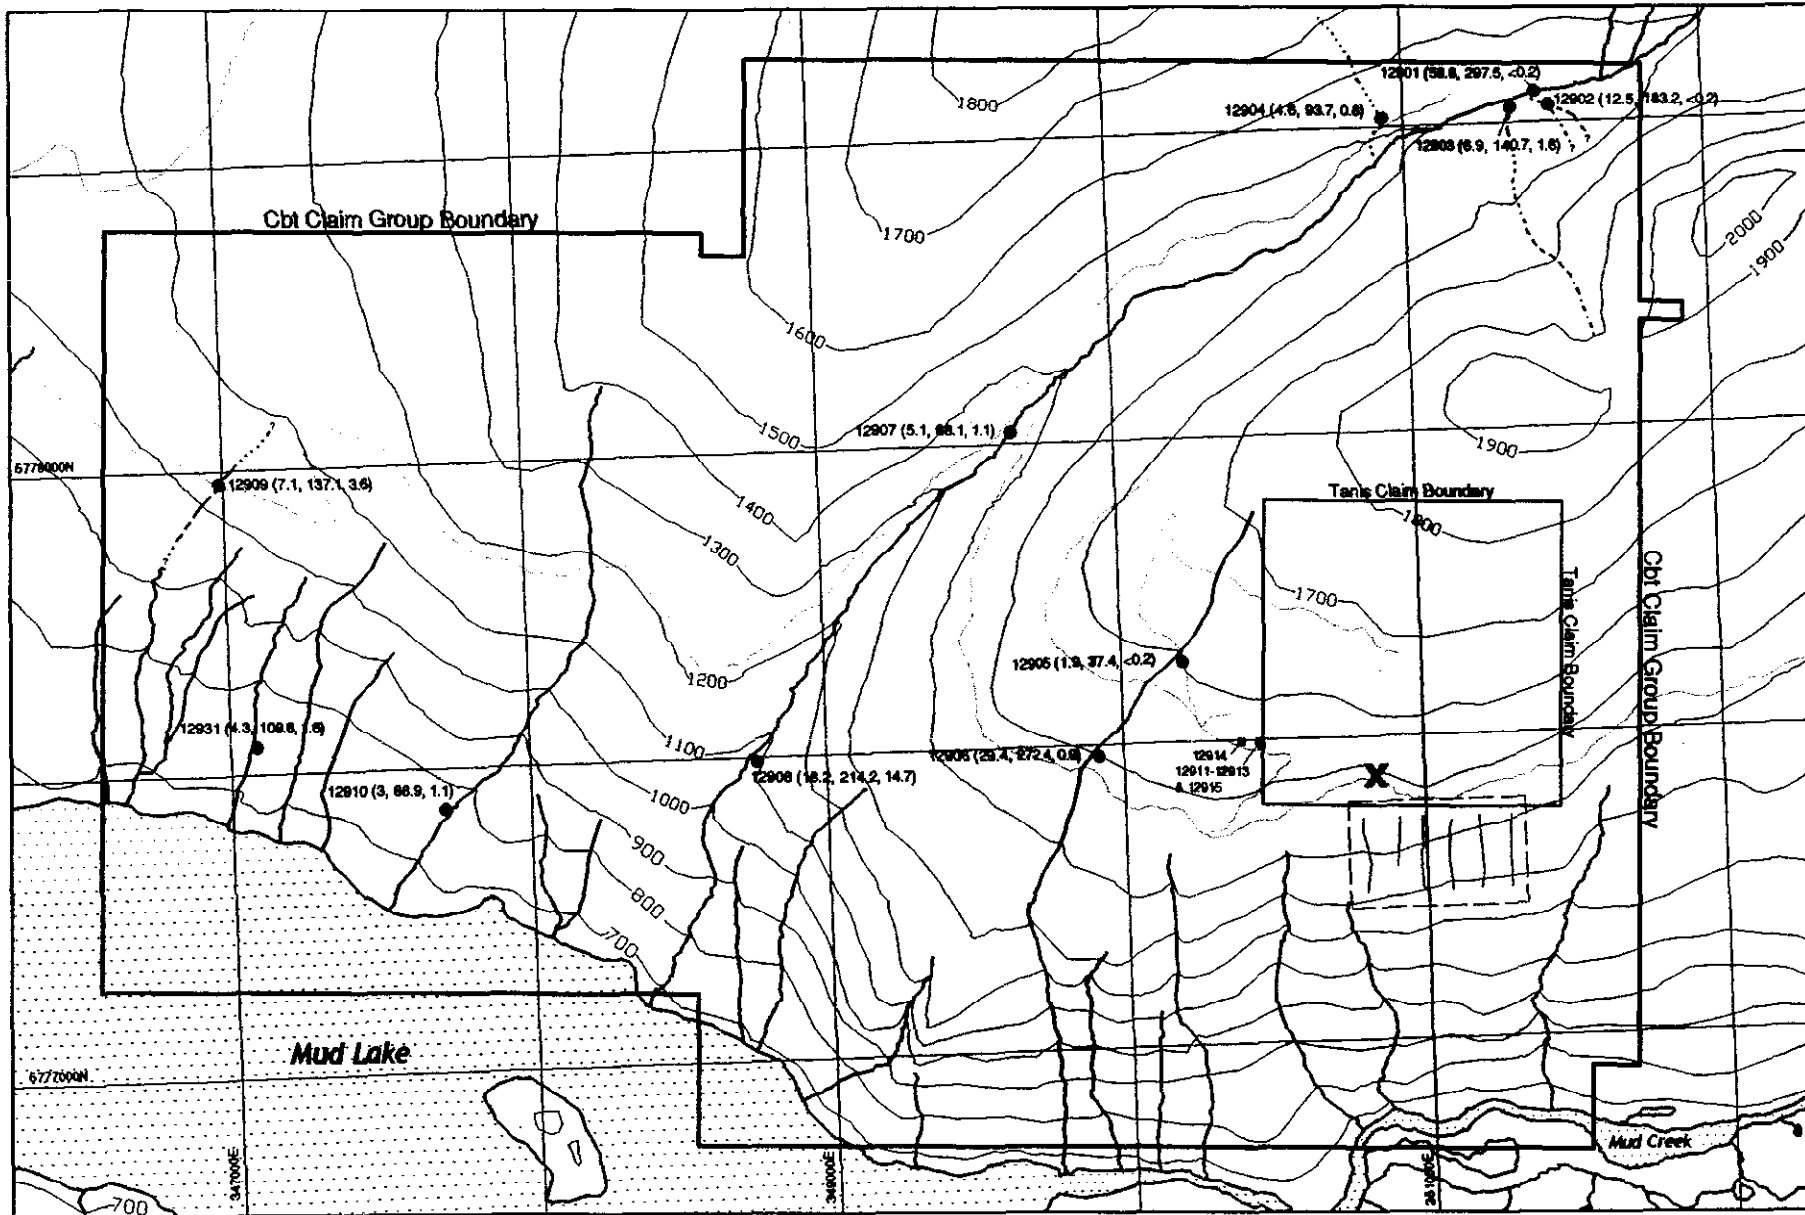 12901 (58.8, 297.5, <0.2)
12902 (12.5, 183.2, <0.2)
1800
12904 (4.6, 93.7, 0.8)
12903 (6.9, 140.7, 1.6)
Cbt Claim Group Boundary
1700
2000
1900
1600
1500
12907 (5.1, 88.1, 1.1)
1900
12909 (7.1, 137.1, 3.6)
Tanis Claim Boundary
1400
1800
1300
Tanis Claim Boundary
Cbt Claim Group Boundary
1700
12905 (1.9, 37.4, <0.2)
1200
12931 (4.3, 109.8, 1.6)
1100
12906 (29.4, 272.4, 0.9)
12914
12911-12913
& 12915
X
12908 (18.2, 214.2, 14.7)
12910 (3, 86.9, 1.1)
1000
900
800
700
Mud Lake
5777000N
Mud Creek
347000E
349000E
351000E
700